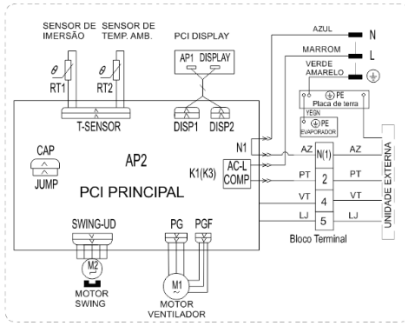 SENSOR DE IMERSÃO
SENSOR DE TEMP. AMB.
PCI DISPLAY
AZUL
N
MARROM
L
VERDE AMARELO
θ
RT1
θ
RT2
AP1 DISPLAY
PE
Placa de terra
YEGN
PE
EVAPORADOR
T-SENSOR
DISP1
DISP2
N1
AZ
N(1)
AZ
CAP
JUMP
AP2
PCI PRINCIPAL
K1(K3)
AC-L
COMP
PT
2
PT
VT
4
VT
LJ
5
LJ
UNIDADE EXTERNA
Bloco Terminal
SWING-UD
PG
PGF
M2
~
MOTOR SWING
M1
~
MOTOR VENTILADOR